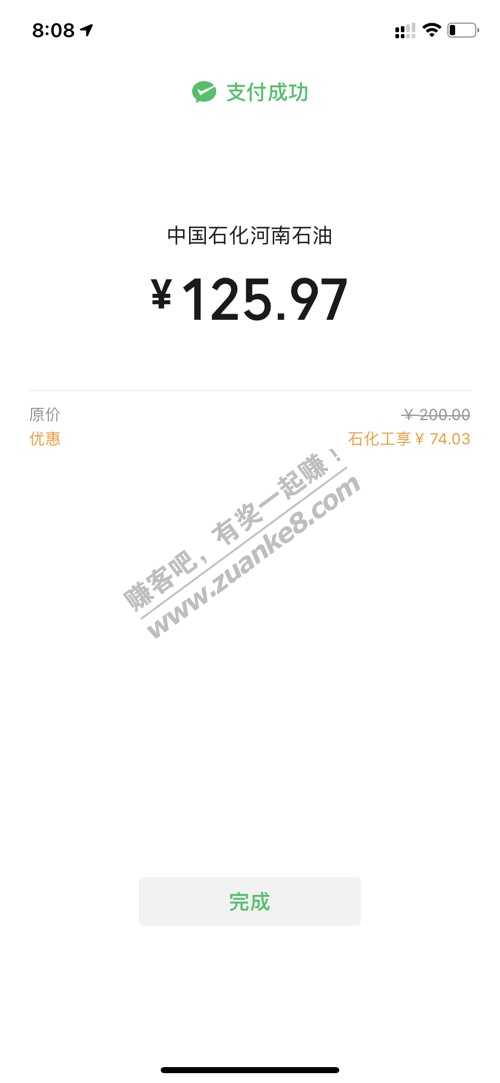 8:08
支付成功
中国石化河南石油
¥125.97
原价 ¥ 200.00
优惠 石化工享 ¥ 74.03
赚客吧，有奖一起赚！
www.zuanke8.com
完成